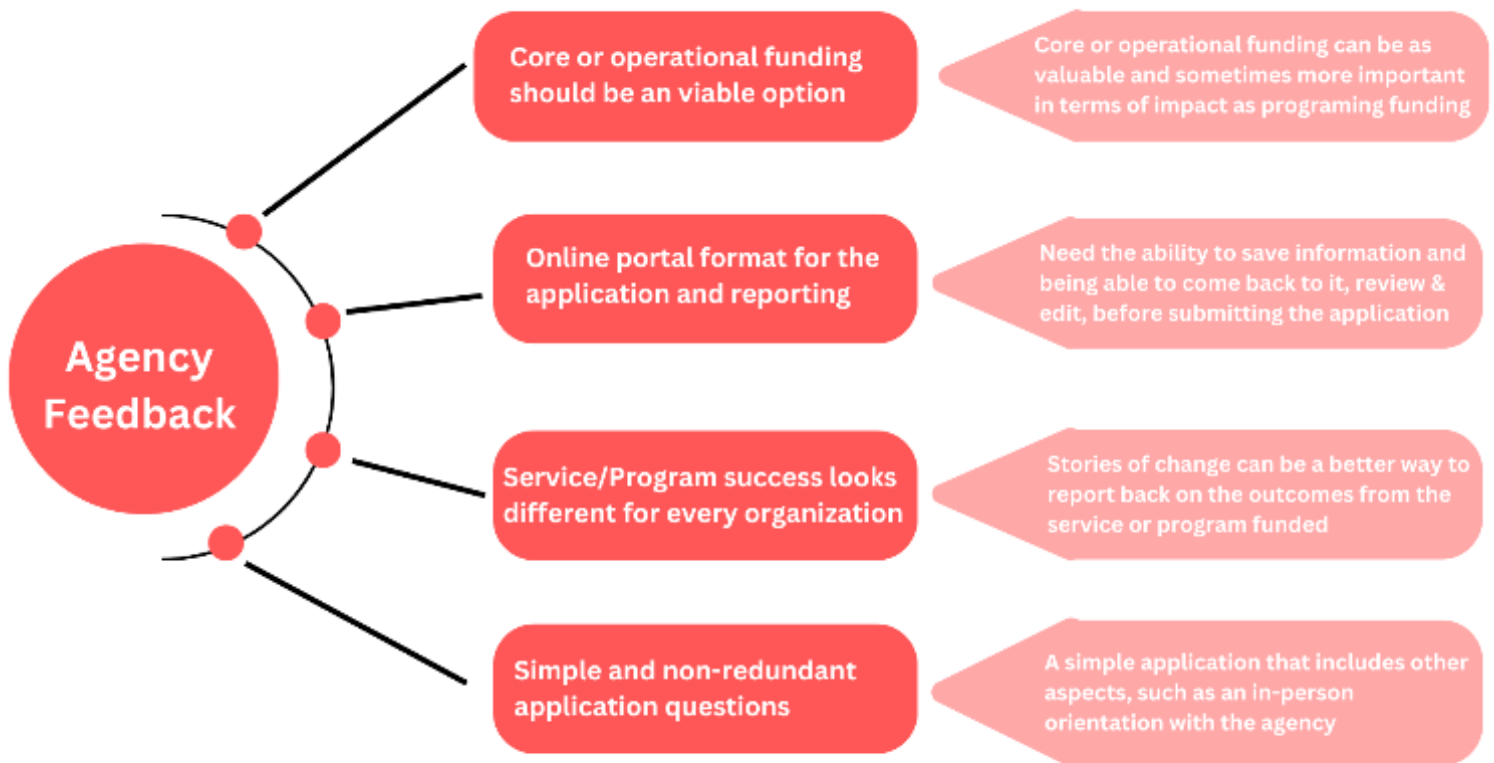 Agency
Feedback
Core or operational funding
should be an viable option
Core or operational funding can be as
valuable and sometimes more important
in terms of impact as programing funding
Online portal format for the
application and reporting
Need the ability to save information and
being able to come back to it, review &
edit, before submitting the application
Service/Program success looks
different for every organization
Stories of change can be a better way to
report back on the outcomes from the
service or program funded
Simple and non-redundant
application questions
A simple application that includes other
aspects, such as an in-person
orientation with the agency